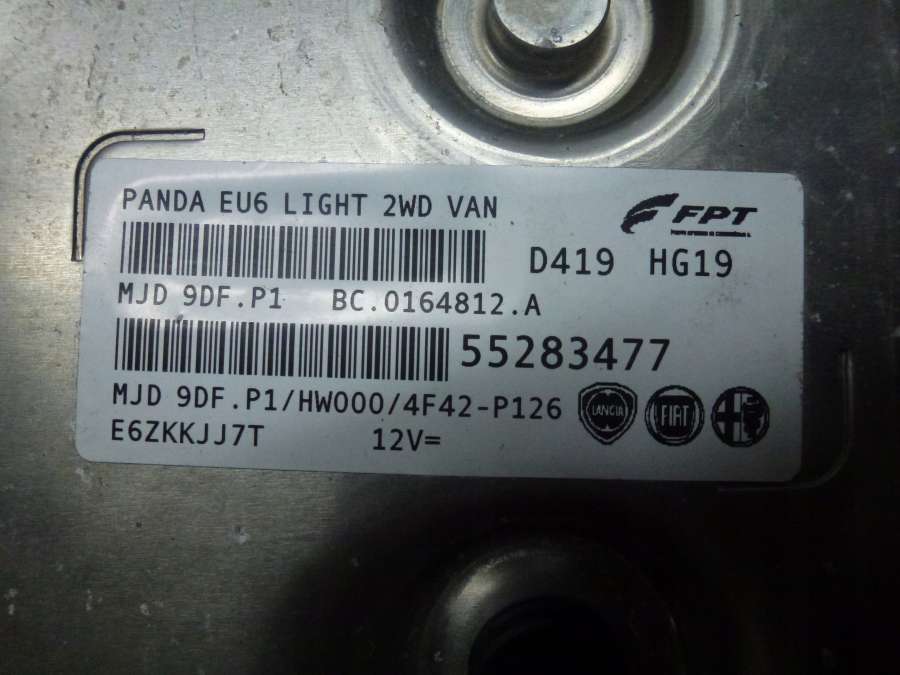 PANDA EU6 LIGHT 2WD VAN
FPT
D419 HG19
MJD 9DF.P1 BC.0164812.A
55283477
MJD 9DF.P1/HW000/4F42-P126
LANCIA
FIAT
E6ZKKJJ7T 12V=